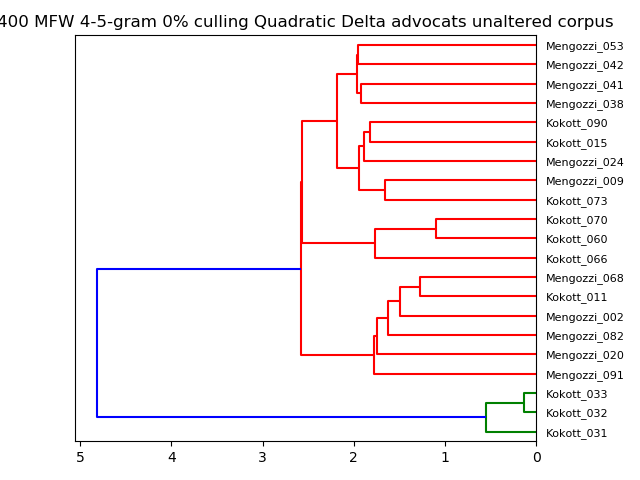 400 MFW 4-5-gram 0% culling Quadratic Delta advocats unaltered corpus
Mengozzi_053
Mengozzi_042
Mengozzi_041
Mengozzi_038
Kokott_090
Kokott_015
Mengozzi_024
Mengozzi_009
Kokott_073
Kokott_070
Kokott_060
Kokott_066
Mengozzi_068
Kokott_011
Mengozzi_002
Mengozzi_082
Mengozzi_020
Mengozzi_091
Kokott_033
Kokott_032
Kokott_031
5 4 3 2 1 0